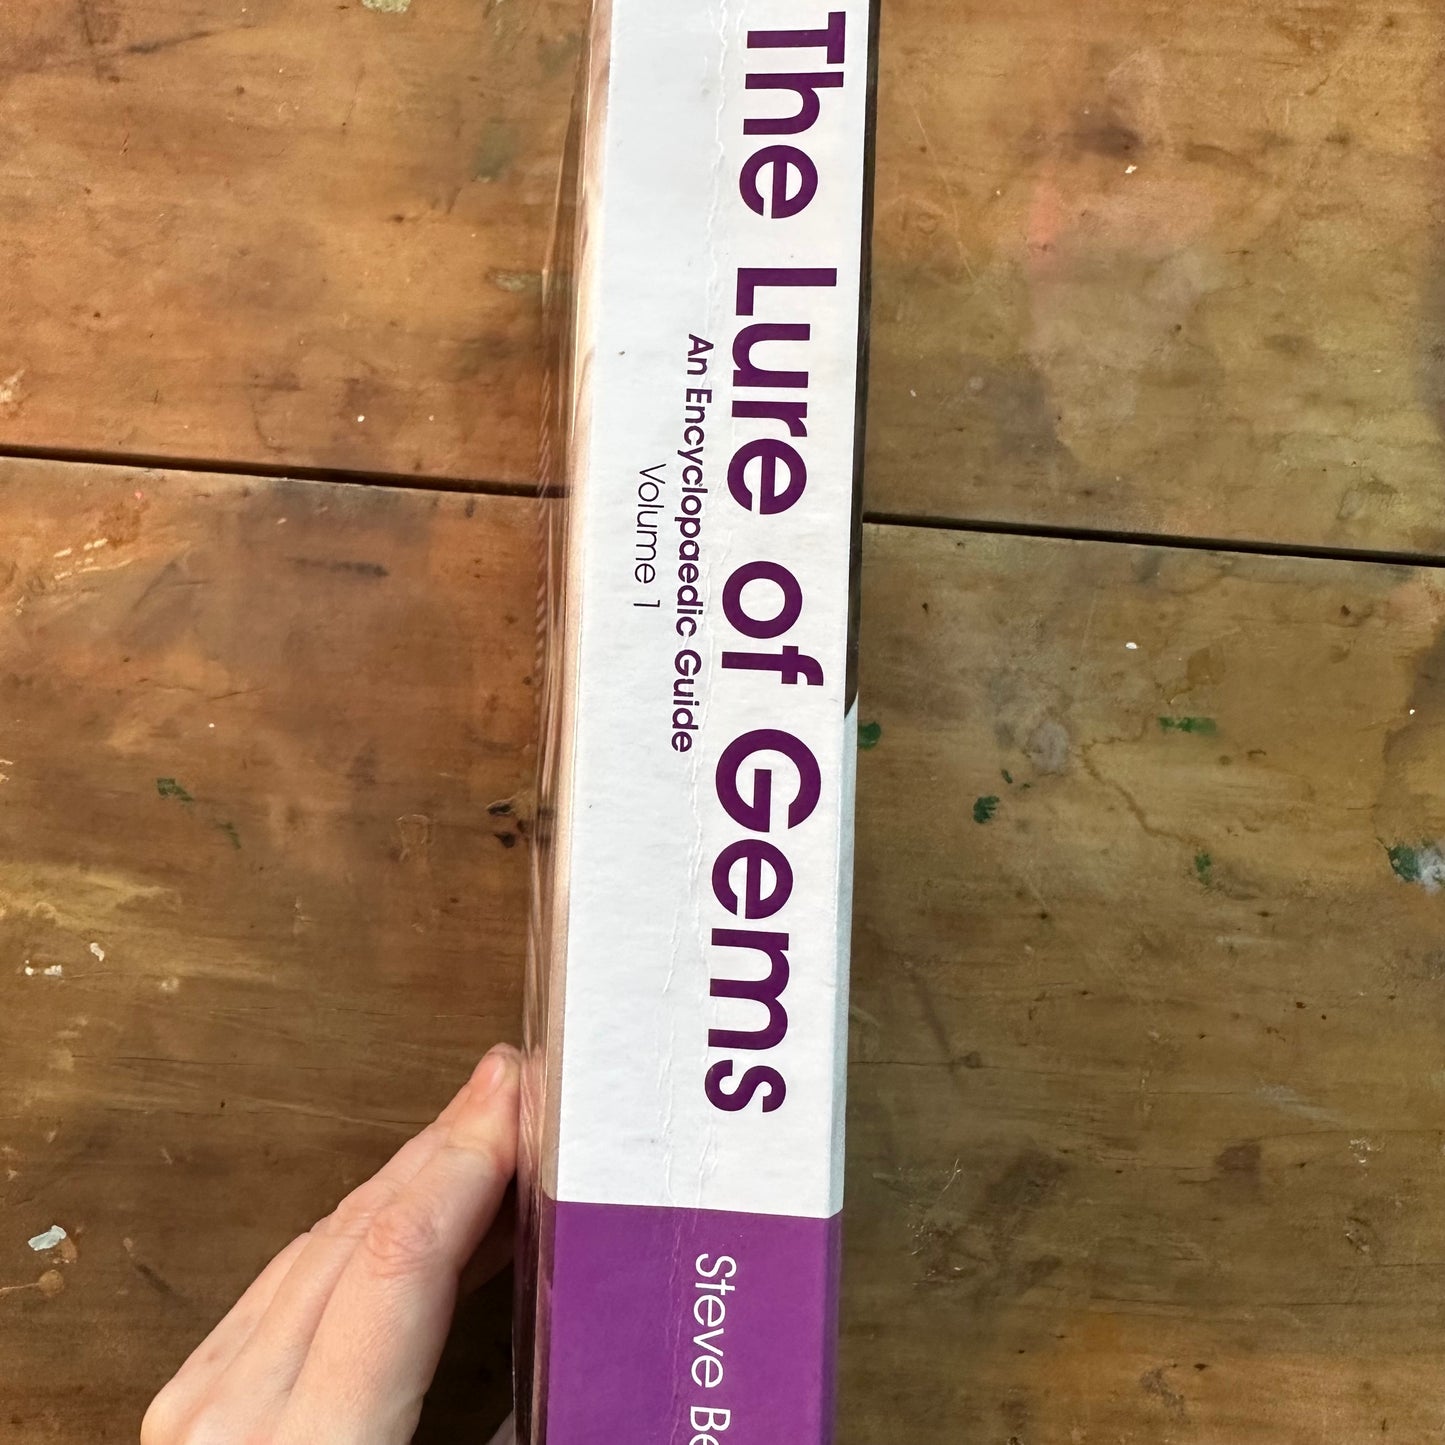 The Lure of Gems
An Encyclopaedic Guide
Volume 1
Steve